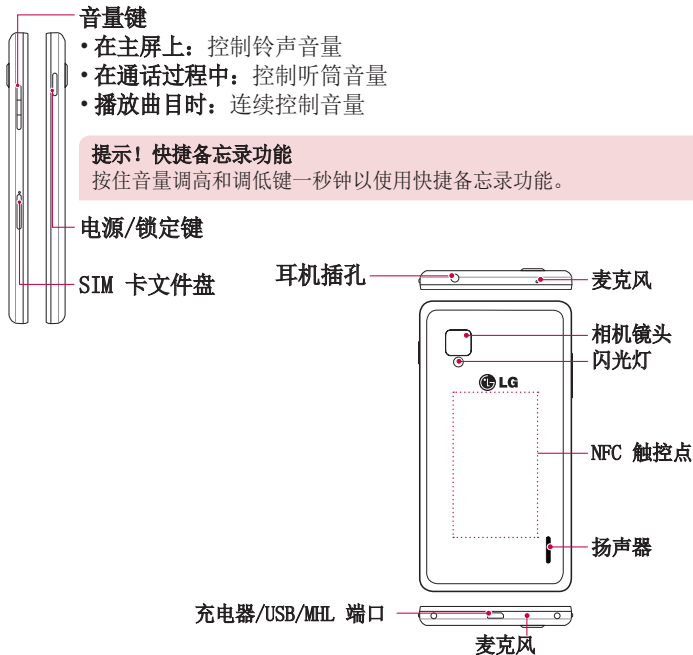 音量键
• 在主屏上：控制铃声音量
• 在通话过程中：控制听筒音量
• 播放曲目时：连续控制音量
提示！快捷备忘录功能
按住音量调高和调低键一秒钟以使用快捷备忘录功能。
电源/锁定键
SIM 卡文件盘
耳机插孔
麦克风
相机镜头
闪光灯
LG
NFC 触控点
扬声器
充电器/USB/MHL 端口
麦克风